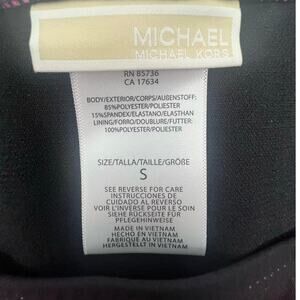 MICHAEL
MICHAEL KORS
RN 85736
CA 17634
BODY/EXTERIOR/CORPS/AUßENSTOFF:
85%POLYESTER/POLIESTER
15%SPANDEX/ELASTANO/ELASTHAN
LINING/FORRO/DOUBLURE/FUTTER:
100%POLYESTER/POLIESTER
SIZE/TALLA/TAILLE/GRÖßE
S
SEE REVERSE FOR CARE
INSTRUCCIONES DE
CUIDADO AL REVERSO
VOIR L'INVERSE POUR LE SOIN
SIEHE RÜCKSEITE FÜR
PFLEGEHINWEISE.
MADE IN VIETNAM
HECHO EN VIETNAM
FABRIQUÉ AU VIETNAM
HERGESTELLT IN VIETNAM